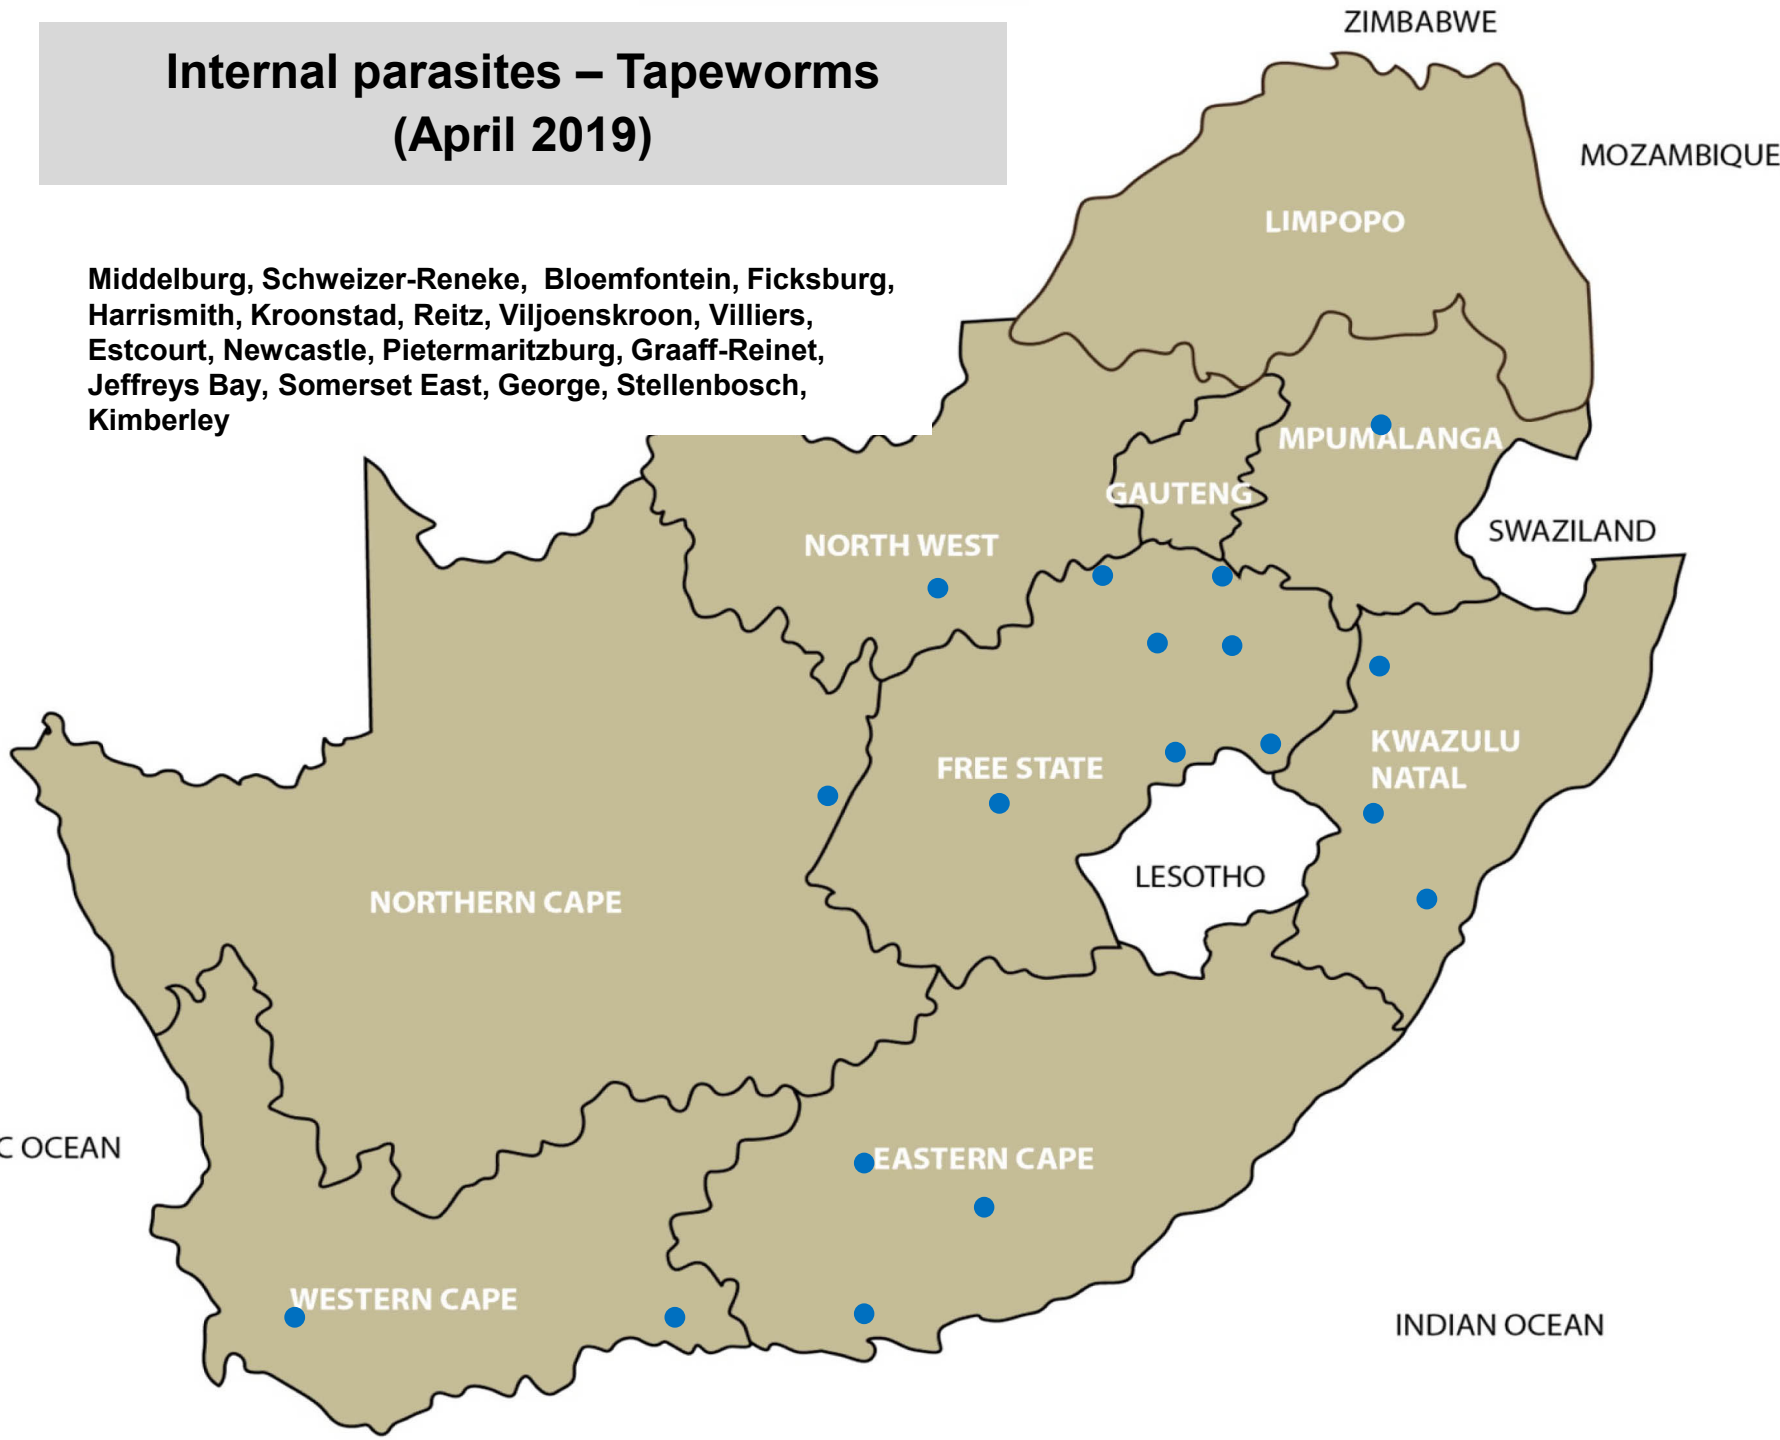 Internal parasites – Tapeworms
(April 2019)
ZIMBABWE
MOZAMBIQUE
LIMPOPO
Middelburg, Schweizer-Reneke, Bloemfontein, Ficksburg,
Harrismith, Kroonstad, Reitz, Viljoenskroon, Villiers,
Estcourt, Newcastle, Pietermaritzburg, Graaff-Reinet,
Jeffreys Bay, Somerset East, George, Stellenbosch,
Kimberley
MPUMALANGA
GAUTENG
SWAZILAND
NORTH WEST
KWAZULU
NATAL
FREE STATE
LESOTHO
NORTHERN CAPE
C OCEAN
EASTERN CAPE
WESTERN CAPE
INDIAN OCEAN